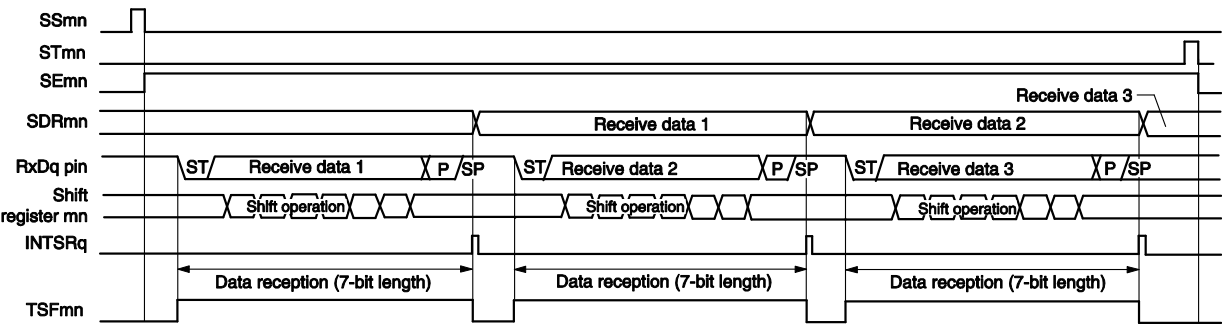 SSmn
STmn
SEmn
Receive data 3
SDRmn Receive data 1 Receive data 2
RxDq pin ST Receive data 1 P SP ST Receive data 2 P SP ST Receive data 3 P SP
Shift
register mn Shift operation Shift operation Shift operation
INTSRq
Data reception (7-bit length) Data reception (7-bit length) Data reception (7-bit length)
TSFmn